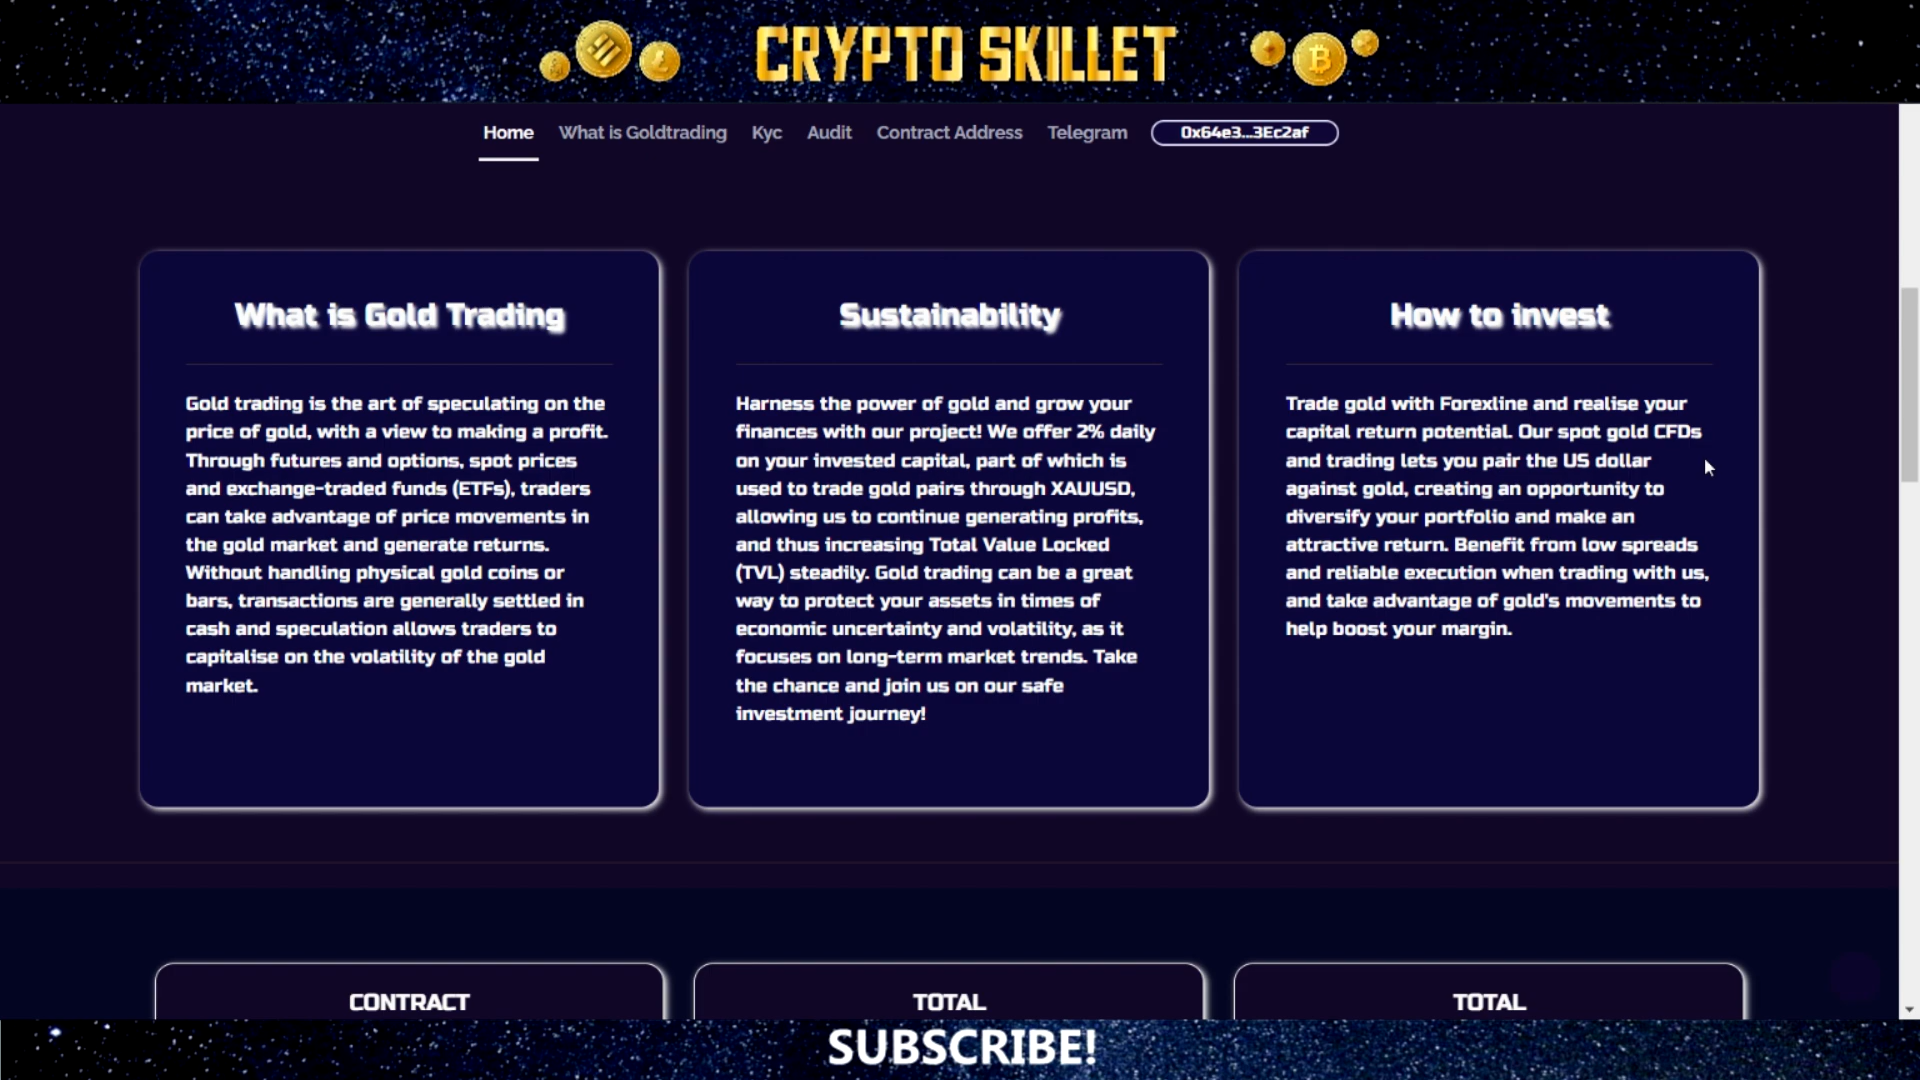 CRYPTO SKILLET
Home What is Goldtrading Kyc Audit Contract Address Telegram 0x64e3...3Ec2af
What is Gold Trading
Gold trading is the art of speculating on the
price of gold, with a view to making a profit.
Through futures and options, spot prices
and exchange-traded funds (ETFs), traders
can take advantage of price movements in
the gold market and generate returns.
Without handling physical gold coins or
bars, transactions are generally settled in
cash and speculation allows traders to
capitalise on the volatility of the gold
market.
Sustainability
Harness the power of gold and grow your
finances with our project! We offer 2% daily
on your invested capital, part of which is
used to trade gold pairs through XAUUSD,
allowing us to continue generating profits,
and thus increasing Total Value Locked
(TVL) steadily. Gold trading can be a great
way to protect your assets in times of
economic uncertainty and volatility, as it
focuses on long-term market trends. Take
the chance and join us on our safe
investment journey!
How to invest
Trade gold with Forexline and realise your
capital return potential. Our spot gold CFDs
and trading lets you pair the US dollar
against gold, creating an opportunity to
diversify your portfolio and make an
attractive return. Benefit from low spreads
and reliable execution when trading with us,
and take advantage of gold's movements to
help boost your margin.
CONTRACT
TOTAL
TOTAL
SUBSCRIBE!